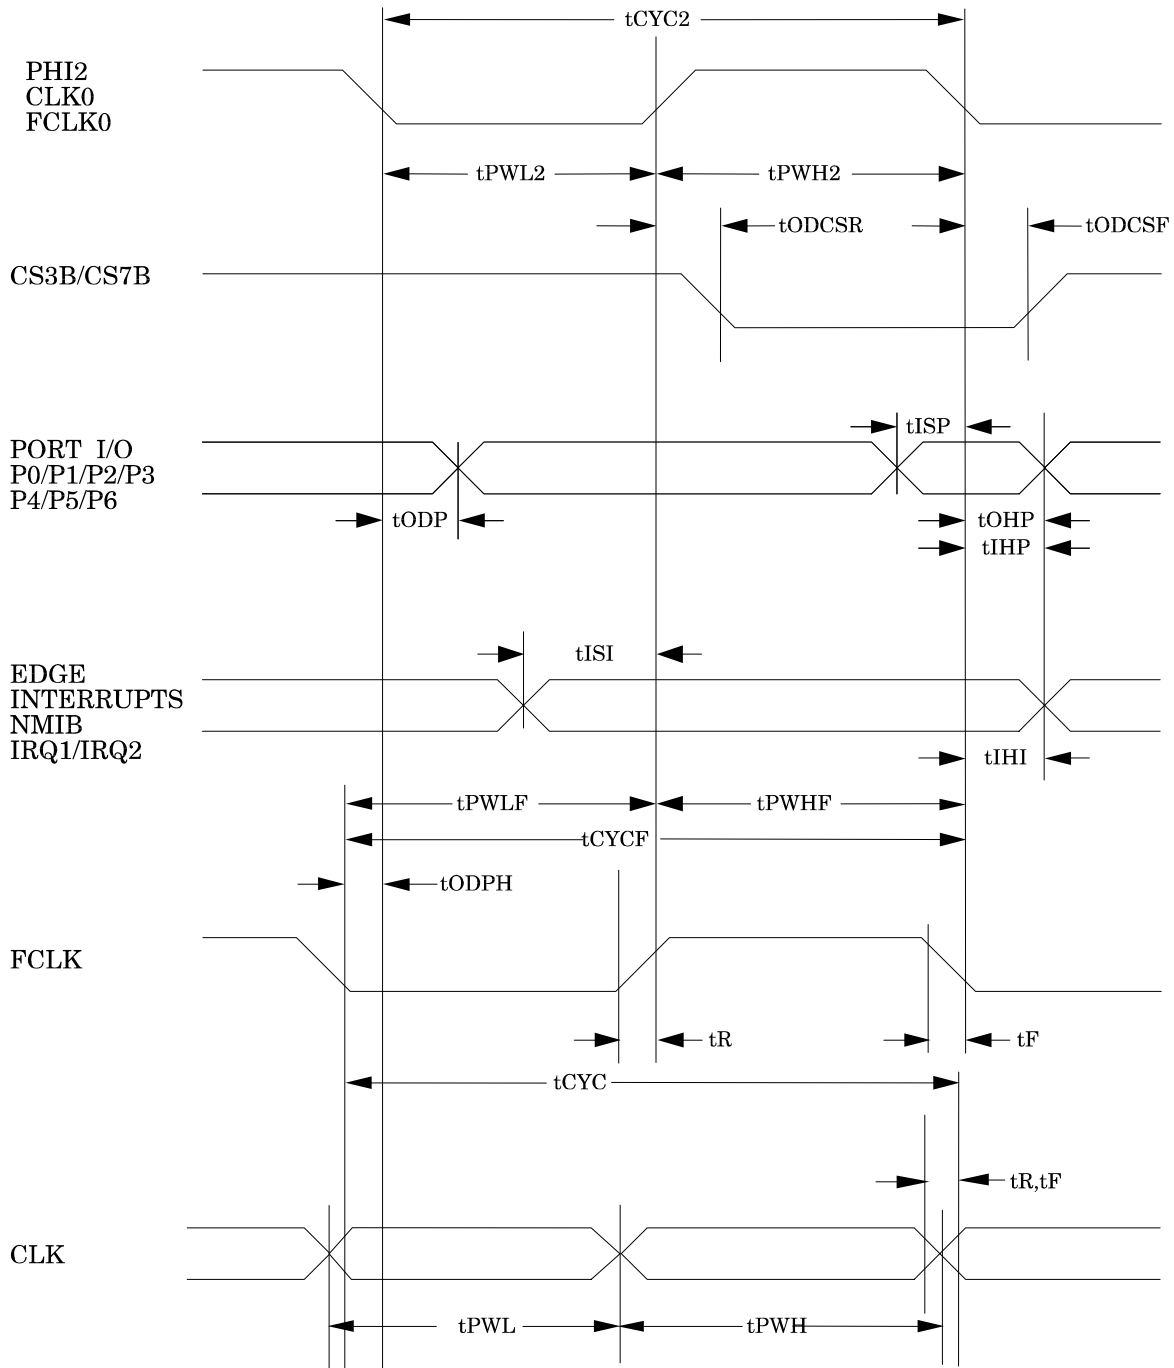 tCYC2
PHI2
CLK0
FCLK0
tPWL2
tPWH2
tODCSR
tODCSF
CS3B/CS7B
tISP
PORT I/O
P0/P1/P2/P3
P4/P5/P6
tODP
tOHP
tIHP
tISI
EDGE
INTERRUPTS
NMIB
IRQ1/IRQ2
tIHI
tPWLF
tPWHF
tCYCF
tODPH
FCLK
tR
tF
tCYC
tR,tF
CLK
tPWL
tPWH